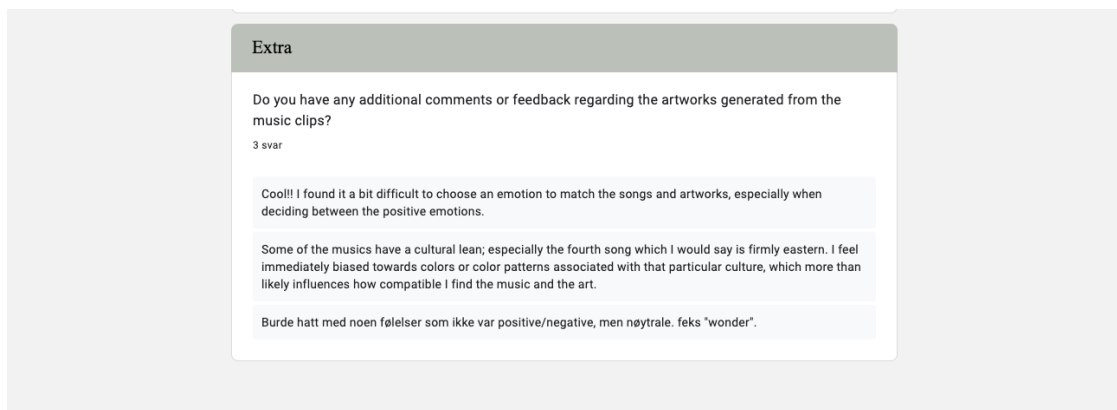 Extra
Do you have any additional comments or feedback regarding the artworks generated from the
music clips?
3 svar
Cool!! I found it a bit difficult to choose an emotion to match the songs and artworks, especially when
deciding between the positive emotions.
Some of the musics have a cultural lean; especially the fourth song which I would say is firmly eastern. I feel
immediately biased towards colors or color patterns associated with that particular culture, which more than
likely influences how compatible I find the music and the art.
Burde hatt med noen følelser som ikke var positive/negative, men nøytrale. feks "wonder".